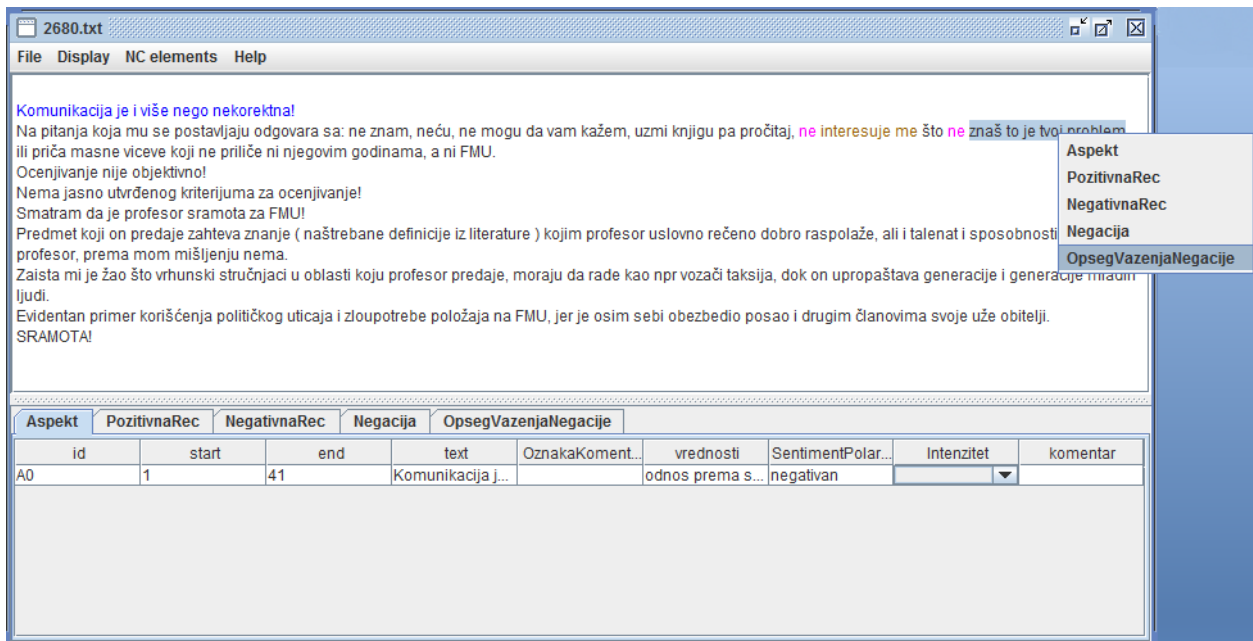 2680.txt
File Display NC elements Help
Komunikacija je i više nego nekorektna!
Na pitanja koja mu se postavljaju odgovara sa: ne znam, neću, ne mogu da vam kažem, uzmi knjigu pa pročitaj, ne interesuje me što ne znaš to je tvoj problem
ili priča masne viceve koji ne priliče ni njegovim godinama, a ni FMU.
Ocenjivanje nije objektivno!
Nema jasno utvrđenog kriterijuma za ocenjivanje!
Smatram da je profesor sramota za FMU!
Predmet koji on predaje zahteva znanje ( naštrebane definicije iz literature ) kojim profesor uslovno rečeno dobro raspolaže, ali i talenat i sposobnosti
profesor, prema mom mišljenju nema.
Zaista mi je žao što vrhunski stručnjaci u oblasti koju profesor predaje, moraju da rade kao npr vozači taksija, dok on upropaštava generacije i generacije mladih
ljudi.
Evidentan primer korišćenja političkog uticaja i zloupotrebe položaja na FMU, jer je osim sebi obezbedio posao i drugim članovima svoje uže obitelji.
SRAMOTA!
Aspekt
PozitivnaRec
NegativnaRec
Negacija
OpsegVazenjaNegacije
Aspekt PozitivnaRec NegativnaRec Negacija OpsegVazenjaNegacije
id start end text OznakaKoment... vrednosti SentimentPolar... Intenzitet komentar
A0 1 41 Komunikacija j... odnos prema s... negativan